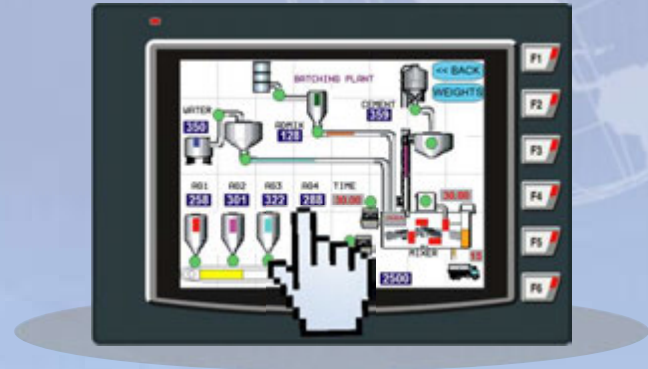 BATCHING PLANT
<< BACK
WEIGHTS
WATER
350
ADMIX
128
CEMENT
359
AG1 AG2 AG3 AG4 TIME
258 301 322 288 30.00
30.00
MIXER
15
2500
F1
F2
F3
F4
F5
F6